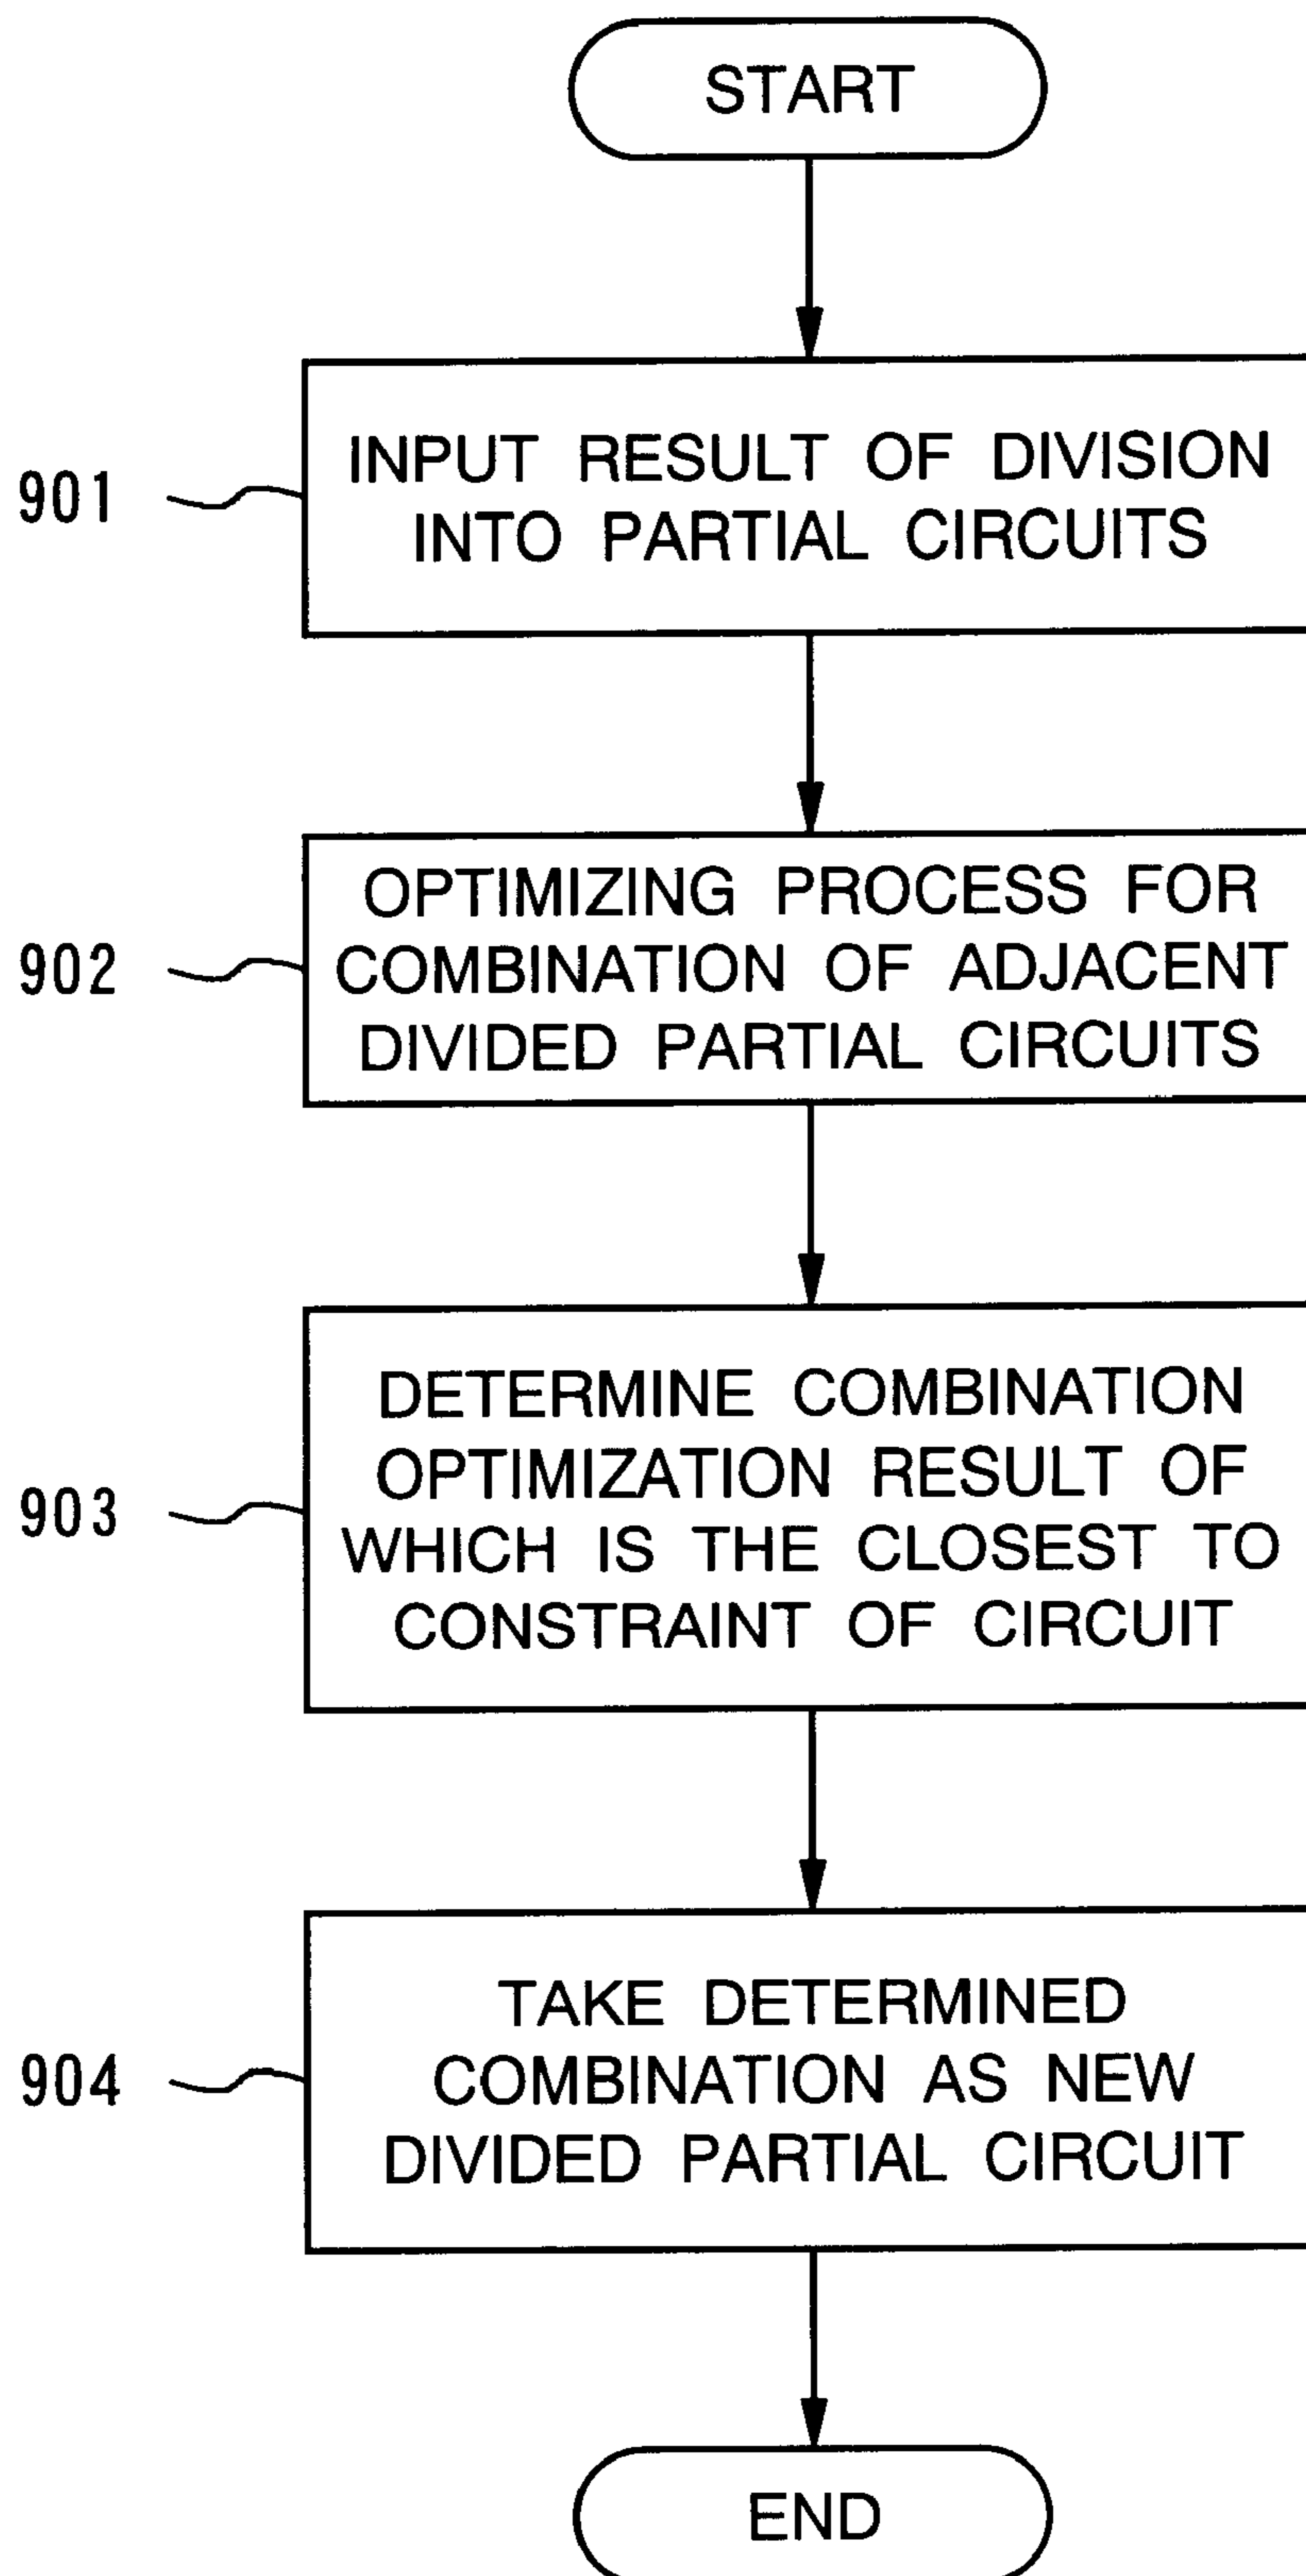 START
901
INPUT RESULT OF DIVISION
INTO PARTIAL CIRCUITS
902
OPTIMIZING PROCESS FOR
COMBINATION OF ADJACENT
DIVIDED PARTIAL CIRCUITS
903
DETERMINE COMBINATION
OPTIMIZATION RESULT OF
WHICH IS THE CLOSEST TO
CONSTRAINT OF CIRCUIT
904
TAKE DETERMINED
COMBINATION AS NEW
DIVIDED PARTIAL CIRCUIT
END